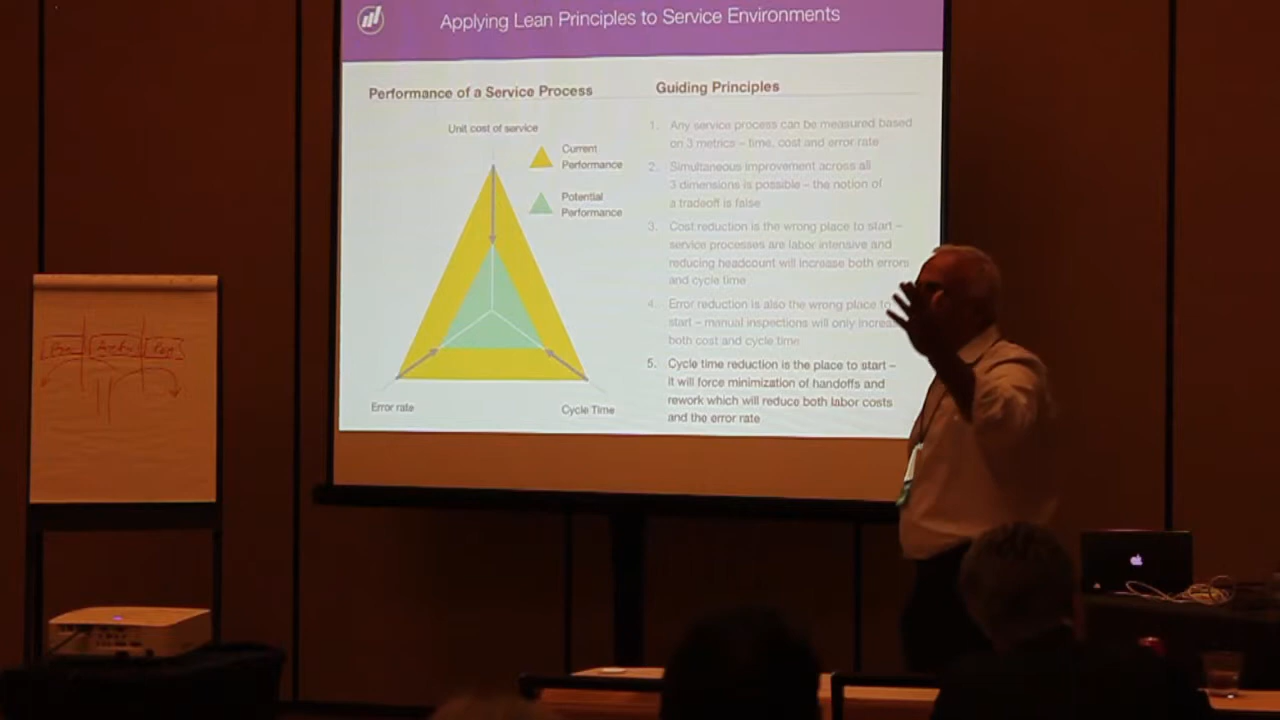 Applying Lean Principles to Service Environments
Performance of a Service Process
Unit cost of service
Current
Performance
Potential
Performance
Error rate
Cycle Time
Guiding Principles
1. Any service process can be measured based
on 3 metrics – time, cost and error rate
2. Simultaneous improvement across all
3 dimensions is possible – the notion of
a tradeoff is false
3. Cost reduction is the wrong place to start –
service processes are labor intensive and
reducing headcount will increase both errors
and cycle time
4. Error reduction is also the wrong place to
start – manual inspections will only
both cost and cycle time
5. Cycle time reduction is the place to start –
it will force minimization of handoffs and
rework which will reduce both labor costs
and the error rate